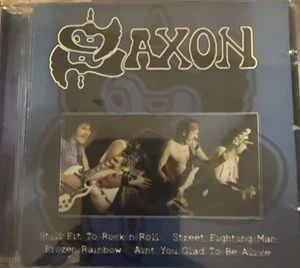 SAXON
Still Fit To Rock n Roll Street Fighting Man
Frozen Rainbow Aint You Glad To Be Alive